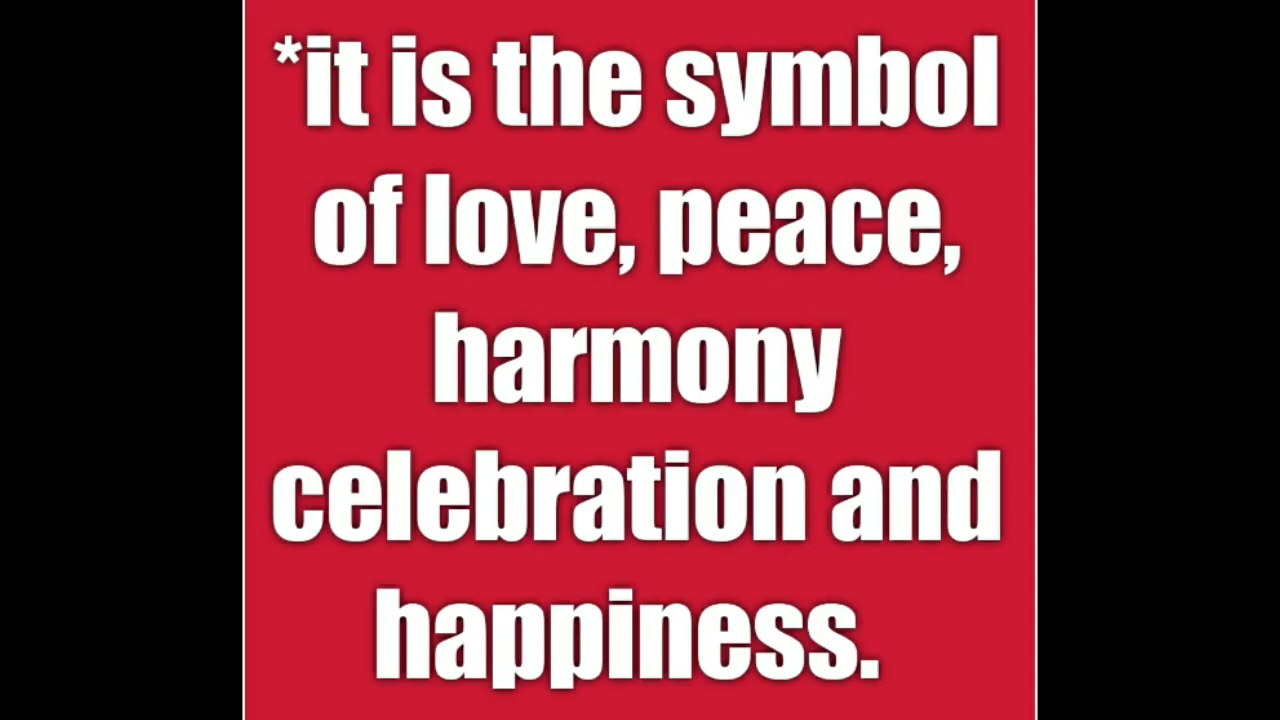 *it is the symbol
of love, peace,
harmony
celebration and
happiness.